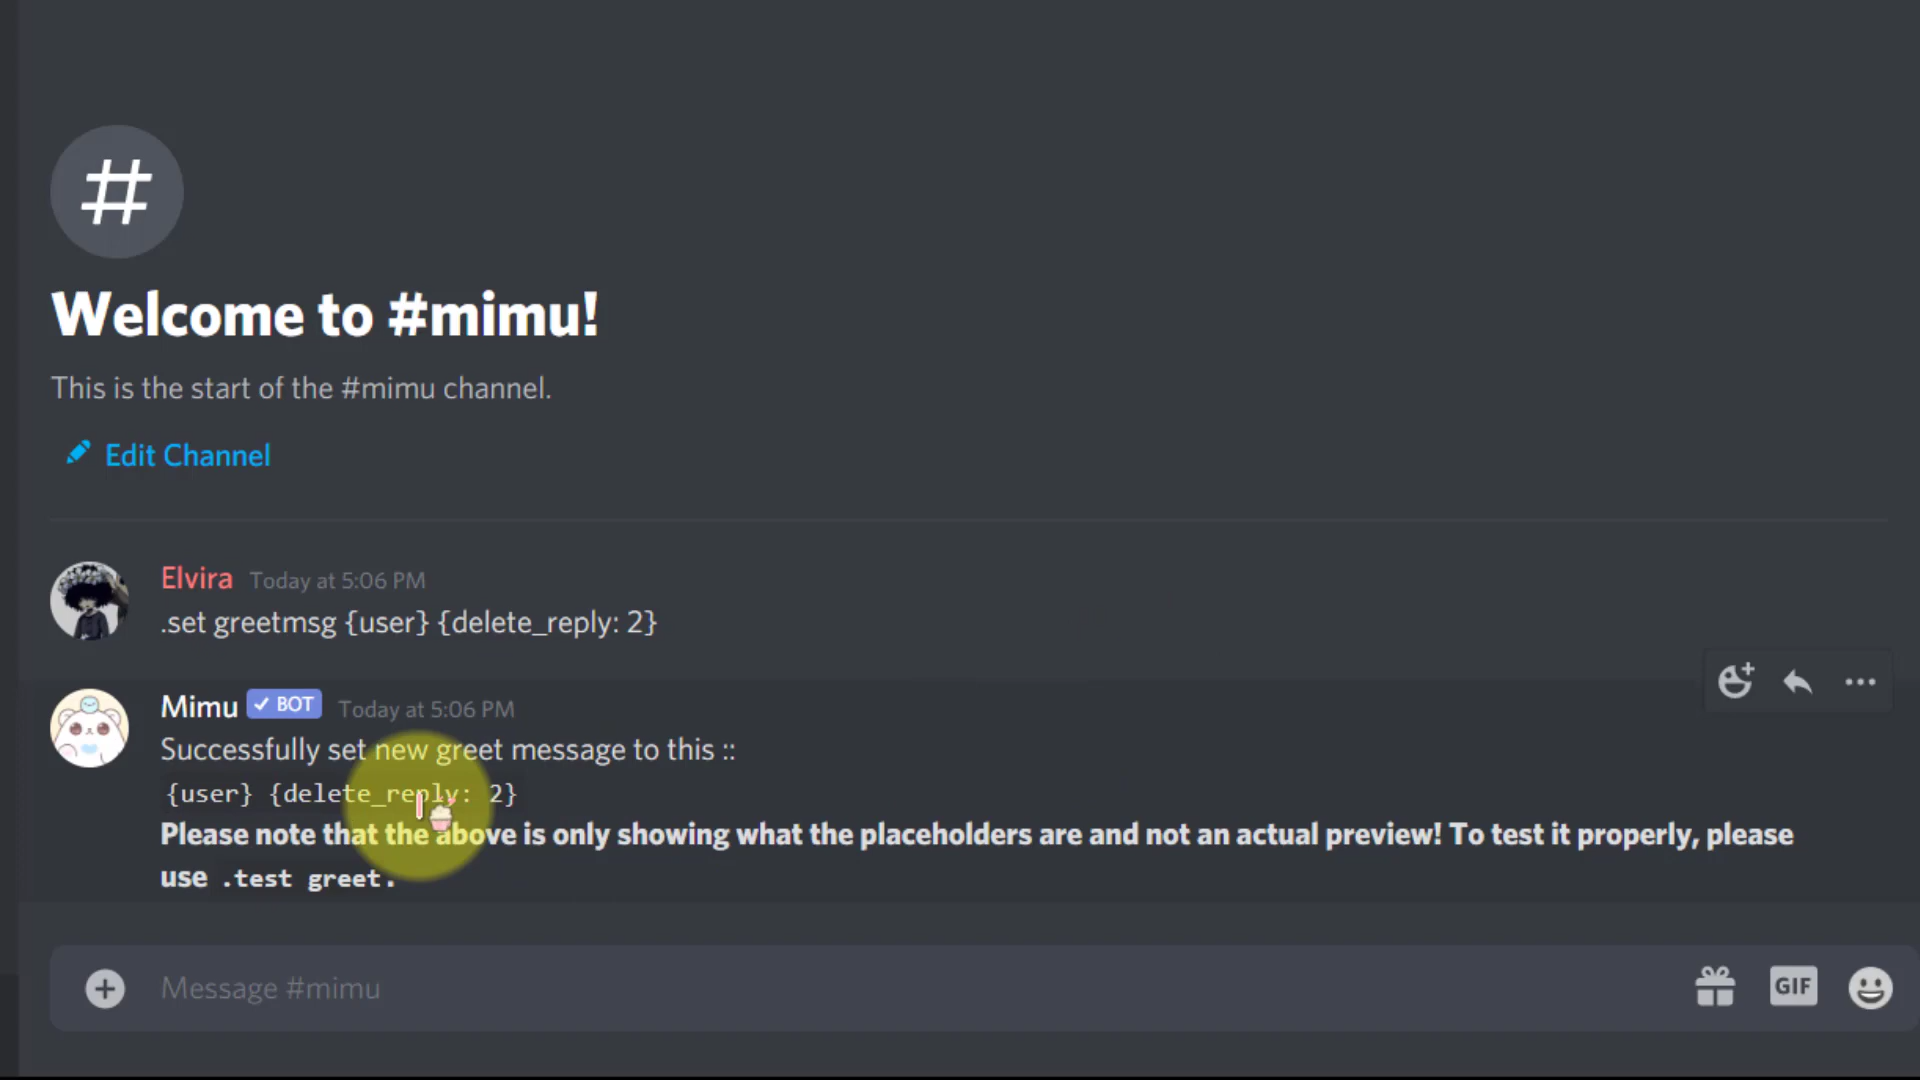 #
Welcome to #mimu!
This is the start of the #mimu channel.
Edit Channel
Elvira Today at 5:06 PM
.set greetmsg {user} {delete_reply: 2}
Mimu BOT Today at 5:06 PM
Successfully set new greet message to this ::
{user} {delete_reply: 2}
Please note that the above is only showing what the placeholders are and not an actual preview! To test it properly, please
use .test greet.
Message #mimu
GIF